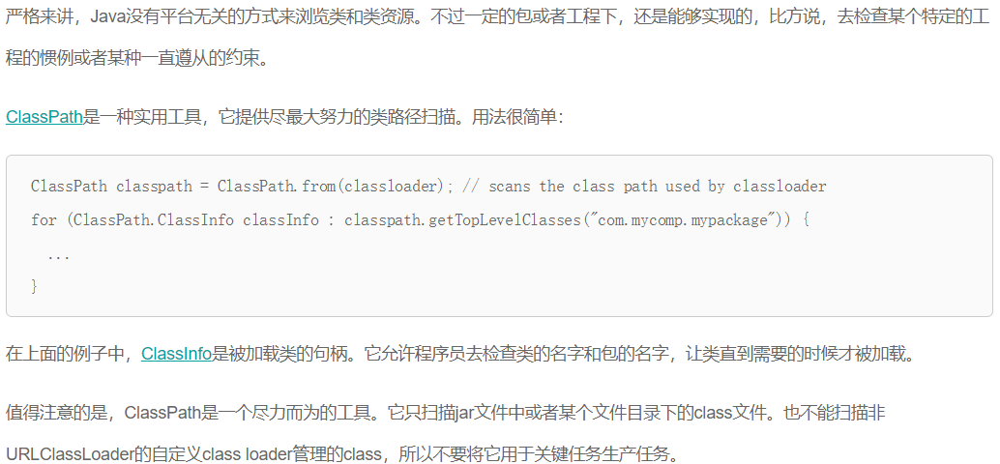 严格来讲，Java没有平台无关的方式来浏览类和类资源。不过一定的包或者工程下，还是能够实现的，比方说，去检查某个特定的工
程的惯例或者某种一直遵从的约束。
ClassPath是一种实用工具，它提供尽最大努力的类路径扫描。用法很简单：
ClassPath classpath = ClassPath.from(classloader); // scans the class path used by classloader
for (ClassPath.ClassInfo classInfo : classpath.getTopLevelClasses("com.mycomp.mypackage")) {
  ...
}
在上面的例子中，ClassInfo是被加载类的句柄。它允许程序员去检查类的名字和包的名字，让类直到需要的时候才被加载。
值得注意的是，ClassPath是一个尽力而为的工具。它只扫描jar文件中或者某个文件目录下的class文件。也不能扫描非
URLClassLoader的自定义class loader管理的class，所以不要将它用于关键任务生产任务。